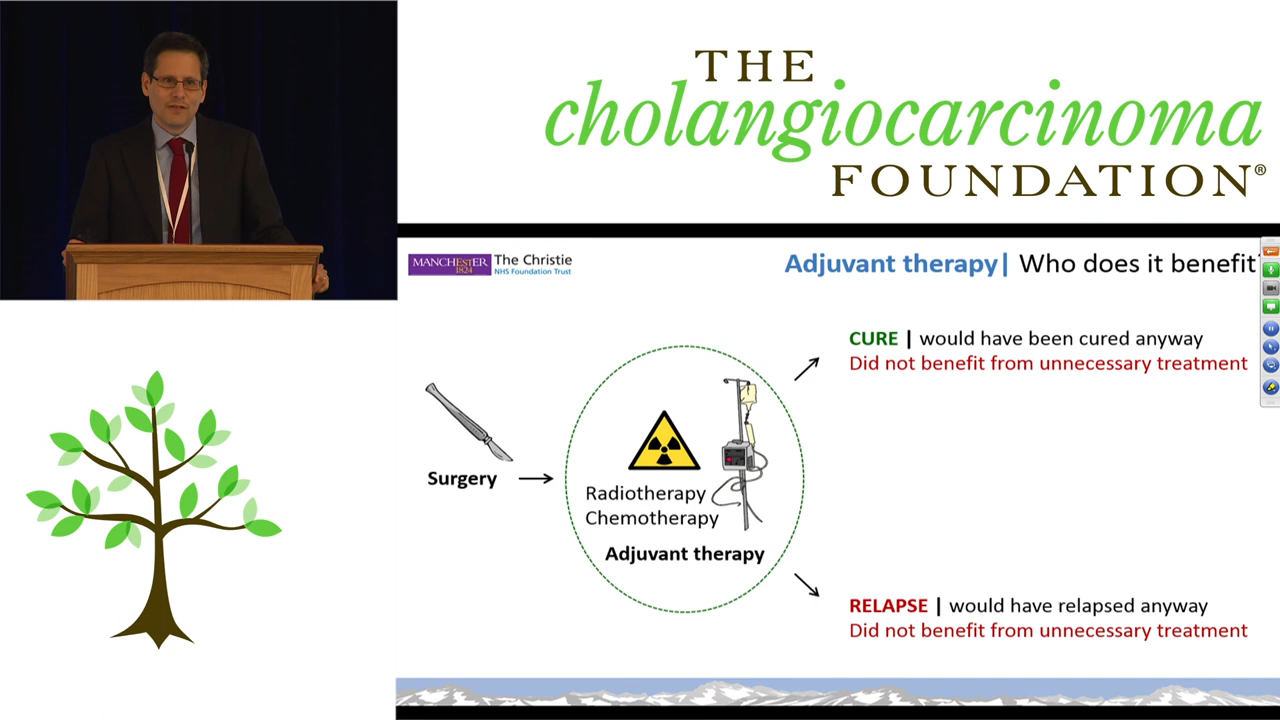 THE
cholangiocarcinoma
FOUNDATION®
MANCHESTER
1824
The Christie
NHS Foundation Trust
Adjuvant therapy| Who does it benefit?
CURE | would have been cured anyway
Did not benefit from unnecessary treatment
Surgery
Radiotherapy
Chemotherapy
Adjuvant therapy
RELAPSE | would have relapsed anyway
Did not benefit from unnecessary treatment